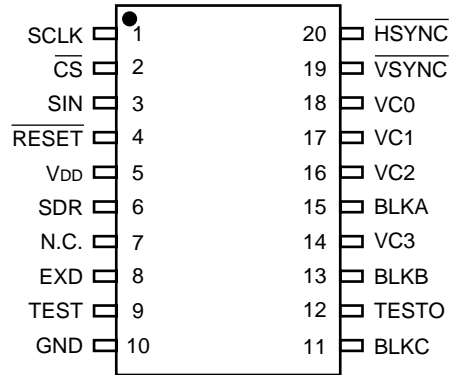 SCLK 1 20 HSYNC
CS 2 19 VSYNC
SIN 3 18 VC0
RESET 4 17 VC1
VDD 5 16 VC2
SDR 6 15 BLKA
N.C. 7 14 VC3
EXD 8 13 BLKB
TEST 9 12 TESTO
GND 10 11 BLKC